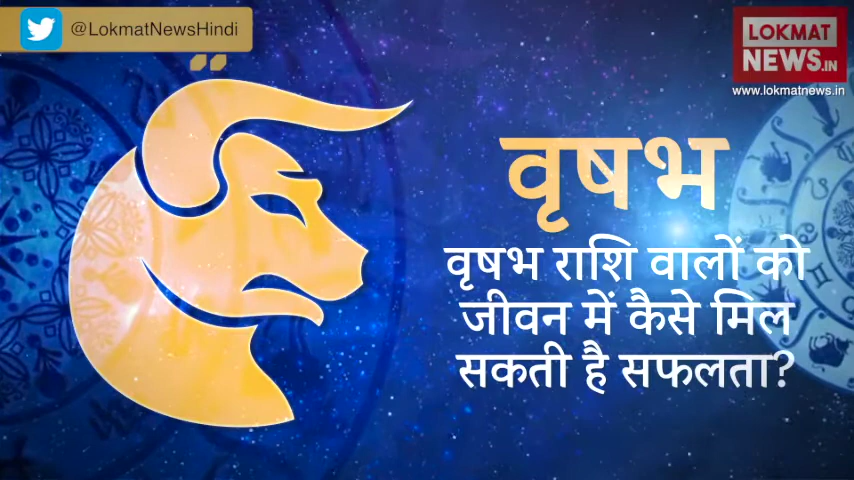 @LokmatNewsHindi
LOKMAT
NEWS.IN
www.lokmatnews.in
वृषभ
वृषभ राशि वालों को
जीवन में कैसे मिल
सकती है सफलता?